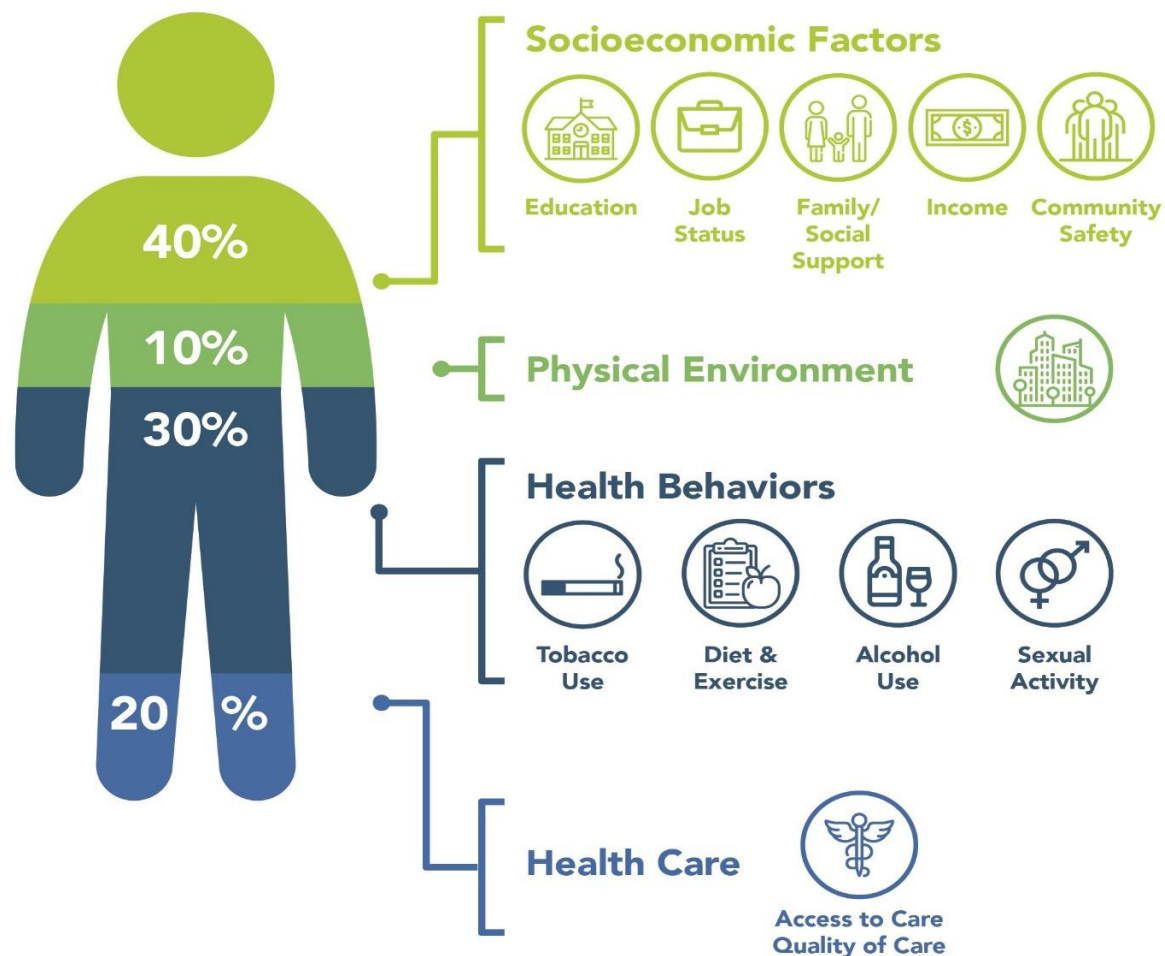 Socioeconomic Factors
Education
Job
Status
Family/
Social
Support
Income
Community
Safety
40%
10%
Physical Environment
30%
Health Behaviors
Tobacco
Use
Diet &
Exercise
Alcohol
Use
Sexual
Activity
20 %
Health Care
Access to Care
Quality of Care
$